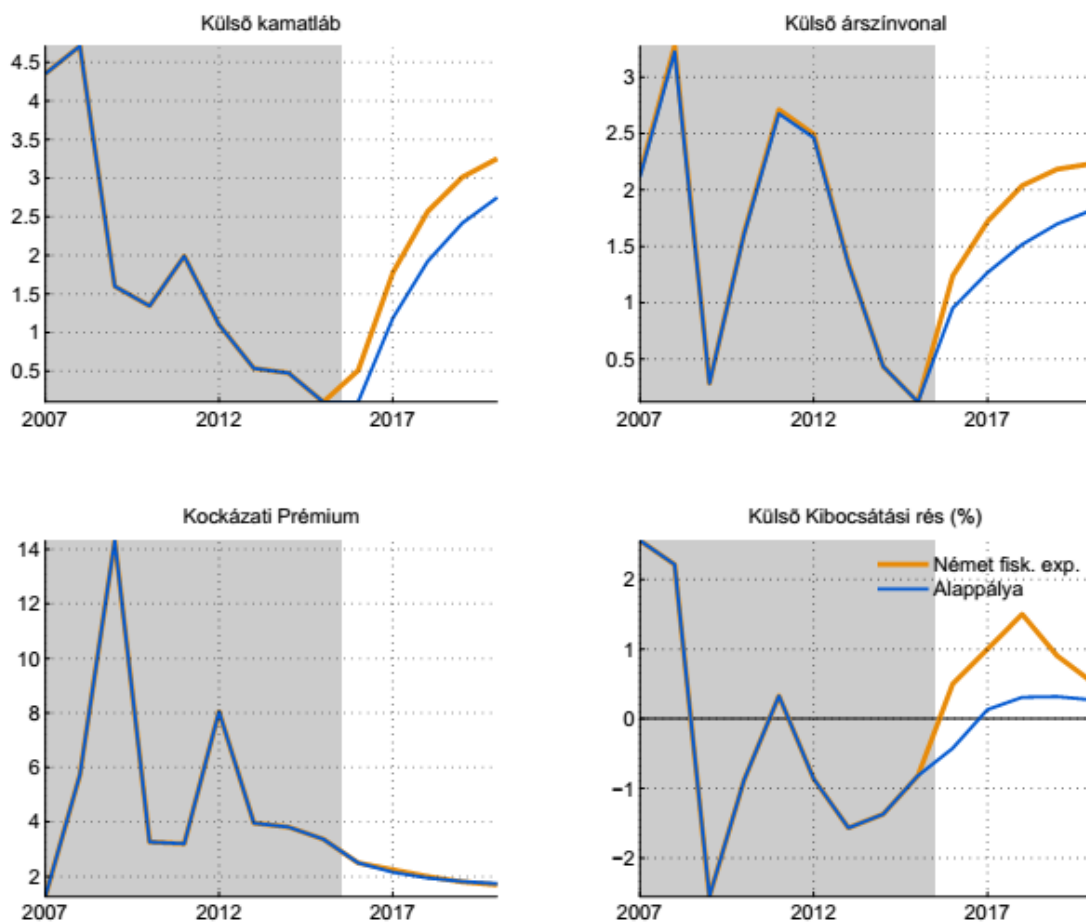 Külső kamatláb
4.5
4
3.5
3
2.5
2
1.5
1
0.5
2007 2012 2017
Külső árszínvonal
3
2.5
2
1.5
1
0.5
2007 2012 2017
Kockázati Prémium
14
12
10
8
6
4
2
2007 2012 2017
Külső Kibocsátási rés (%)
Német fisk. exp.
Alappálya
2
1
0
−1
−2
2007 2012 2017